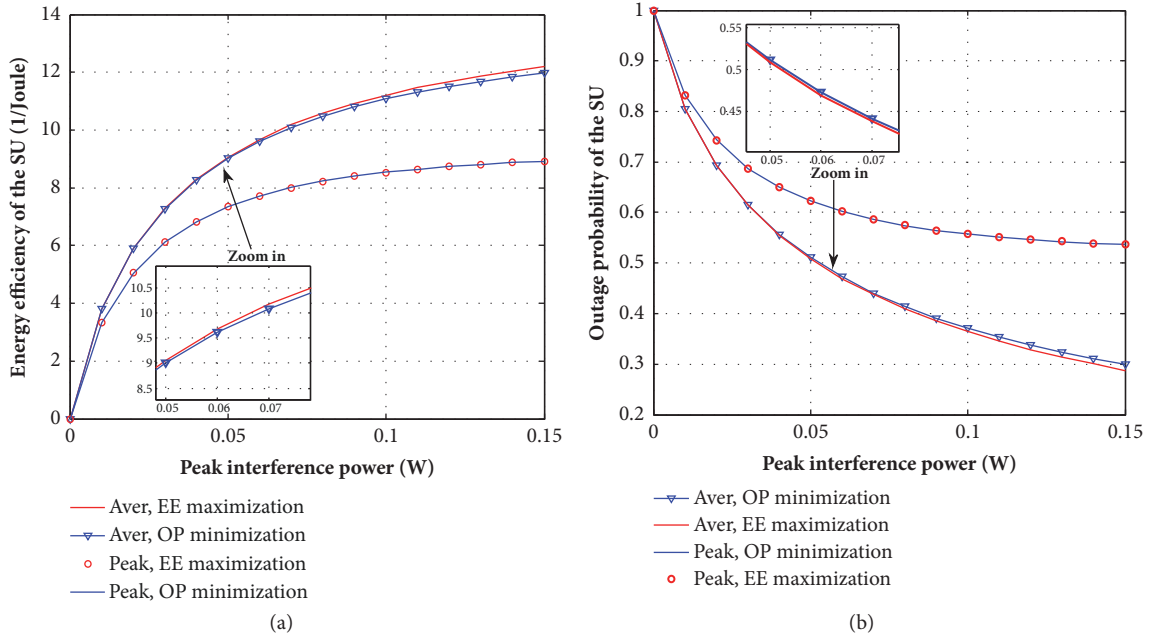 14
12
10
8
6
4
2
0
Energy efficiency of the SU (1/Joule)
Zoom in
10.5
10
9.5
9
8.5
0.05 0.06 0.07
0 0.05 0.1 0.15
Peak interference power (W)
Aver, EE maximization
Aver, OP minimization
Peak, EE maximization
Peak, OP minimization
(a)
1
0.9
0.8
0.7
0.6
0.5
0.4
0.3
0.2
Outage probability of the SU
0.55
0.5
0.45
0.05 0.06 0.07
Zoom in
0 0.05 0.1 0.15
Peak interference power (W)
Aver, OP minimization
Aver, EE maximization
Peak, OP minimization
Peak, EE maximization
(b)